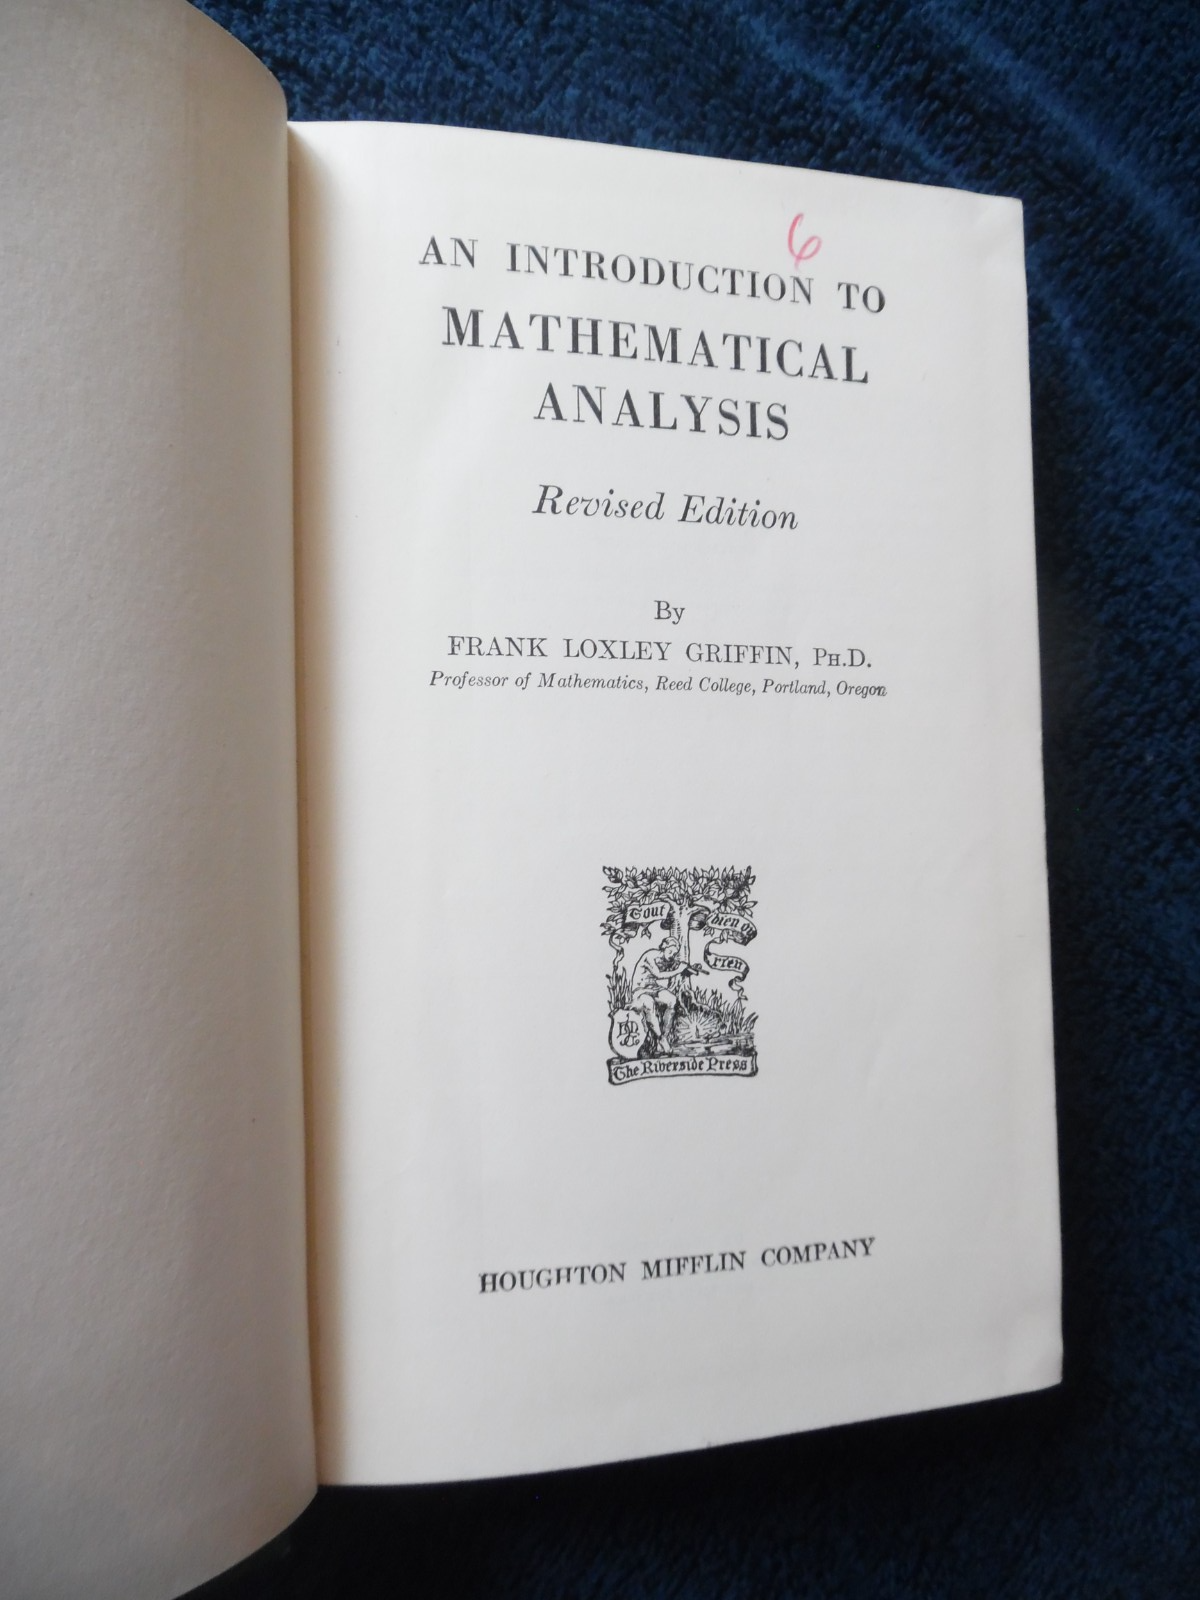 6
AN INTRODUCTION TO
MATHEMATICAL
ANALYSIS
Revised Edition
By
FRANK LOXLEY GRIFFIN, PH.D.
Professor of Mathematics, Reed College, Portland, Oregon
Tout bien ou
rien
The Riverside Press
HOUGHTON MIFFLIN COMPANY